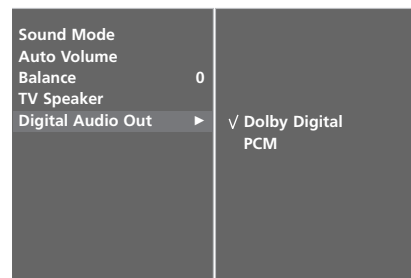 Sound Mode
Auto Volume
Balance 0
TV Speaker
Digital Audio Out ►
√ Dolby Digital
PCM